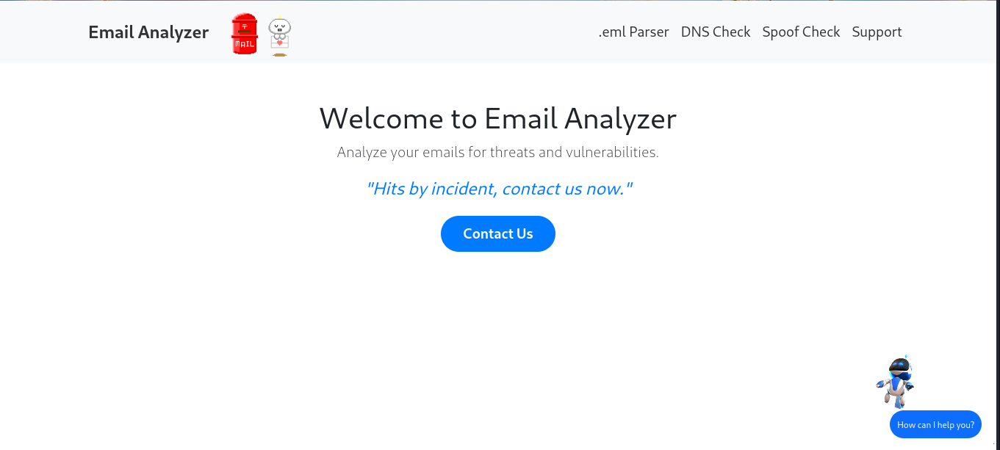 Email Analyzer
〒
MAIL
.eml Parser DNS Check Spoof Check Support
Welcome to Email Analyzer
Analyze your emails for threats and vulnerabilities.
"Hits by incident, contact us now."
Contact Us
How can I help you?